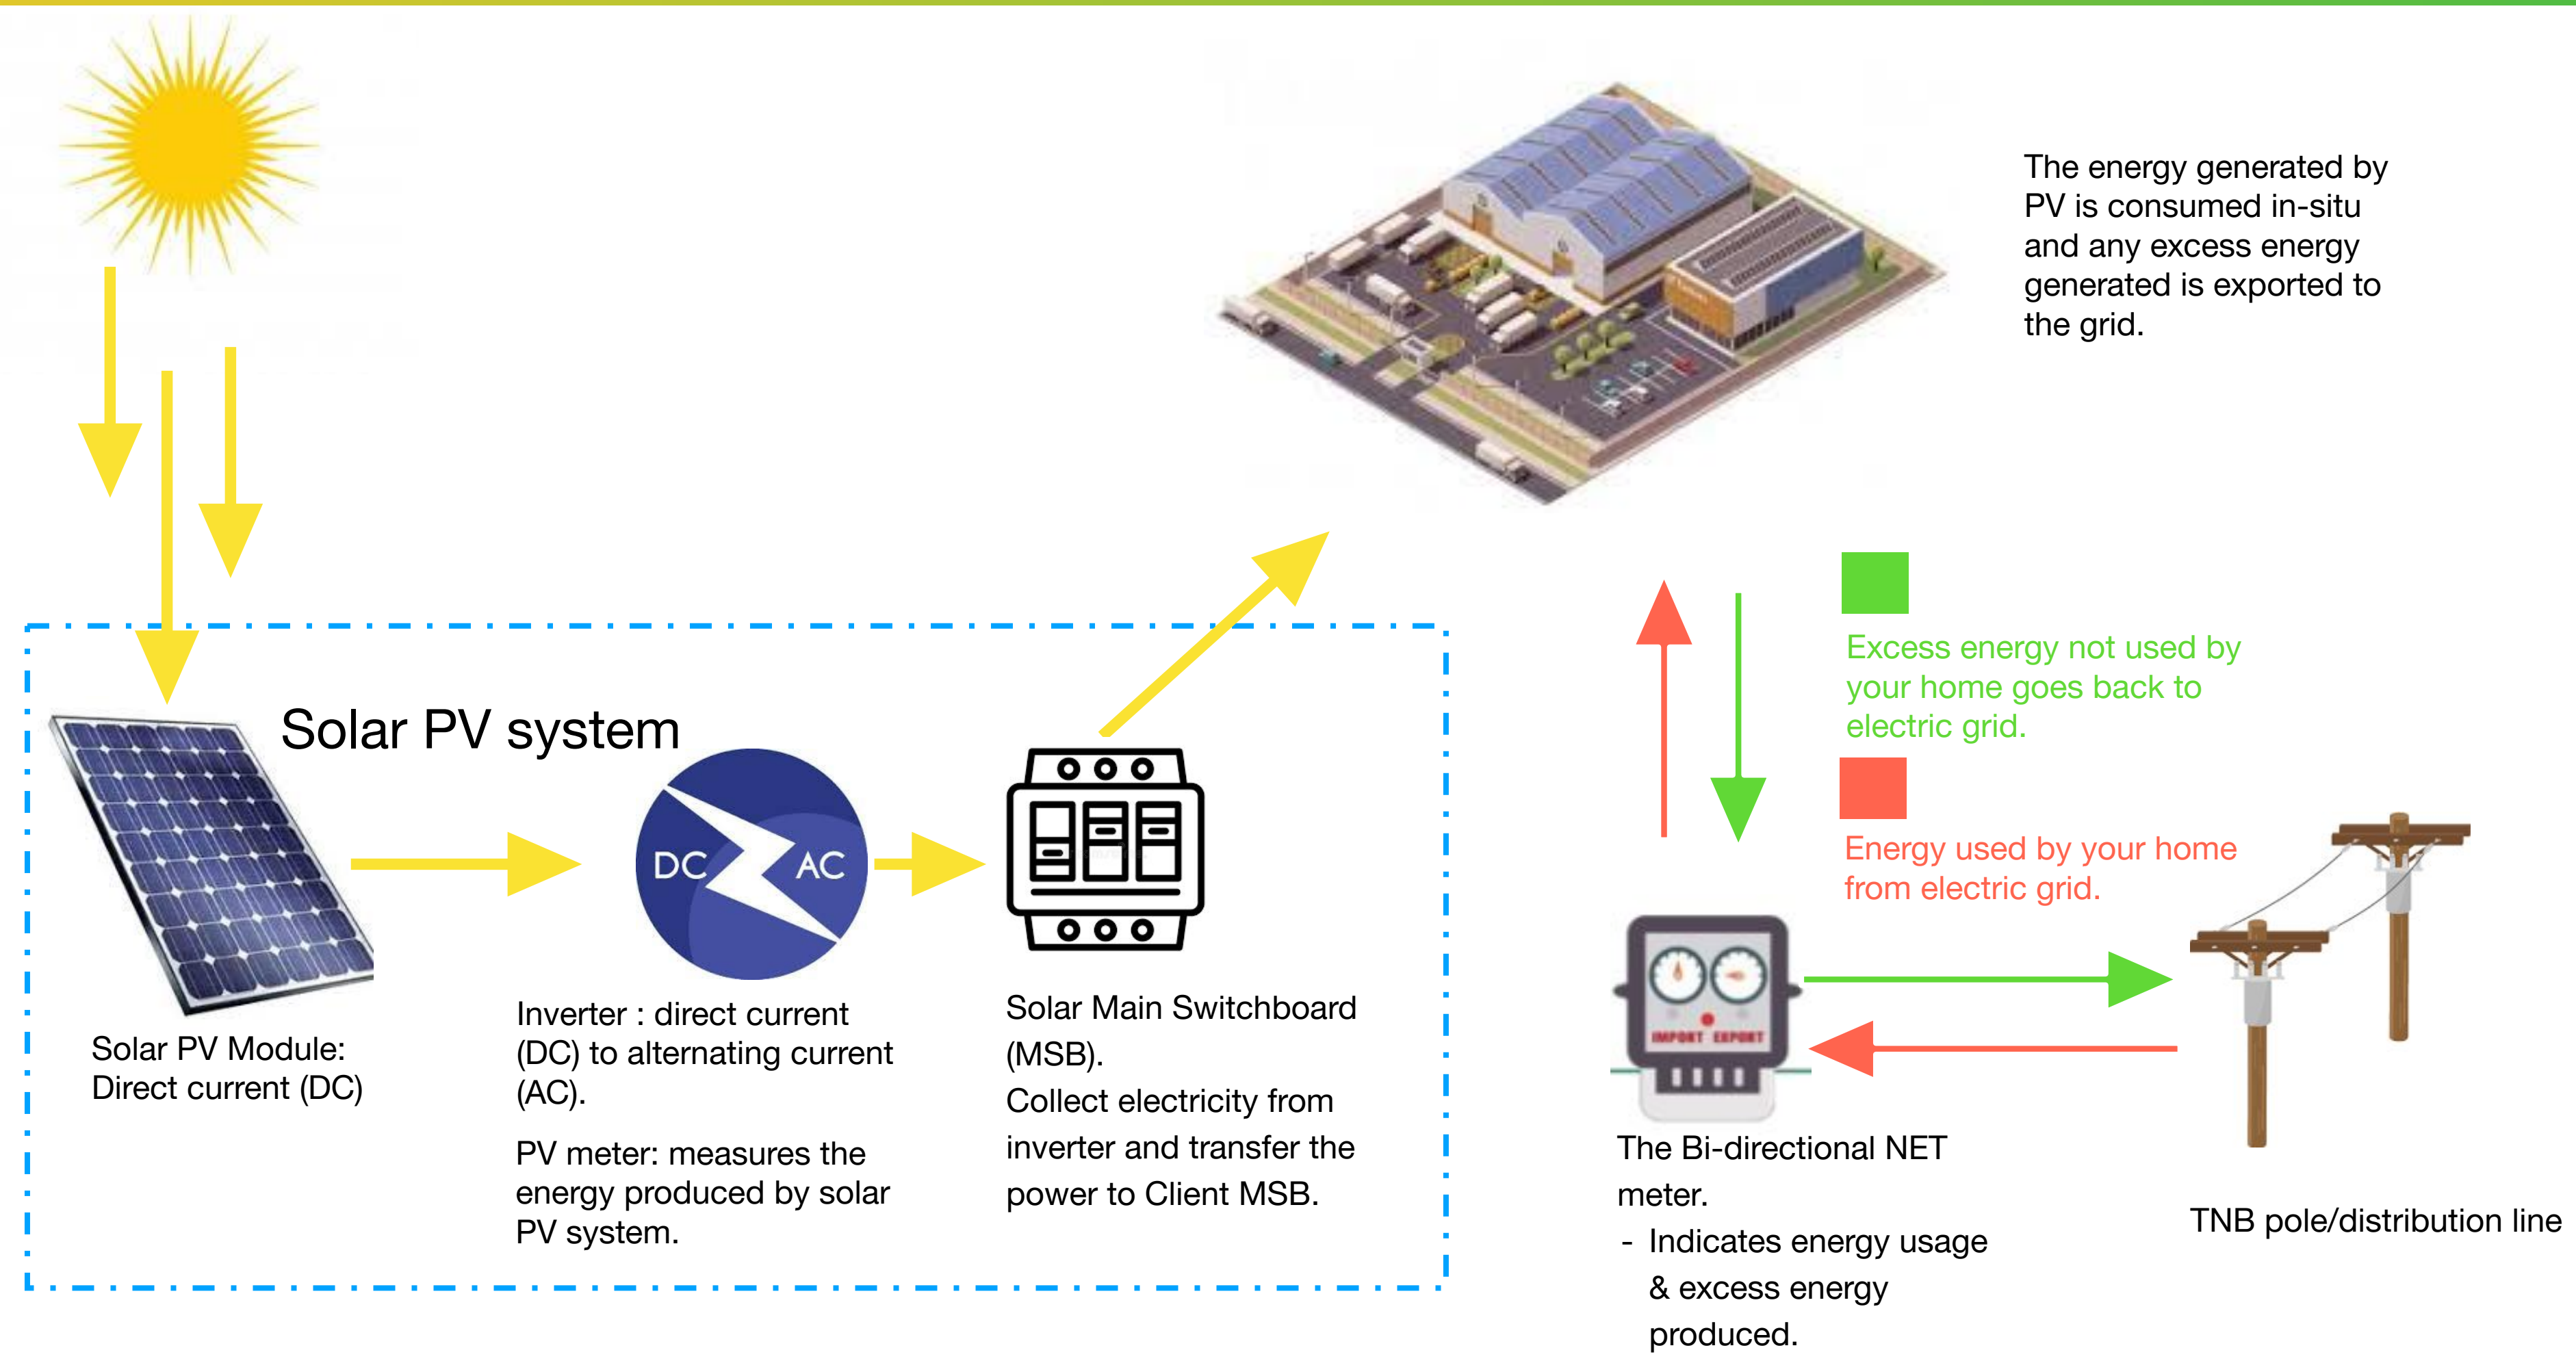 The energy generated by
PV is consumed in-situ
and any excess energy
generated is exported to
the grid.
Excess energy not used by
your home goes back to
electric grid.
Energy used by your home
from electric grid.
Solar PV system
DC AC
Solar PV Module:
Direct current (DC)
Inverter : direct current
(DC) to alternating current
(AC).
PV meter: measures the
energy produced by solar
PV system.
Solar Main Switchboard
(MSB).
Collect electricity from
inverter and transfer the
power to Client MSB.
IMPORT EXPORT
The Bi-directional NET
meter.
- Indicates energy usage
& excess energy
produced.
TNB pole/distribution line